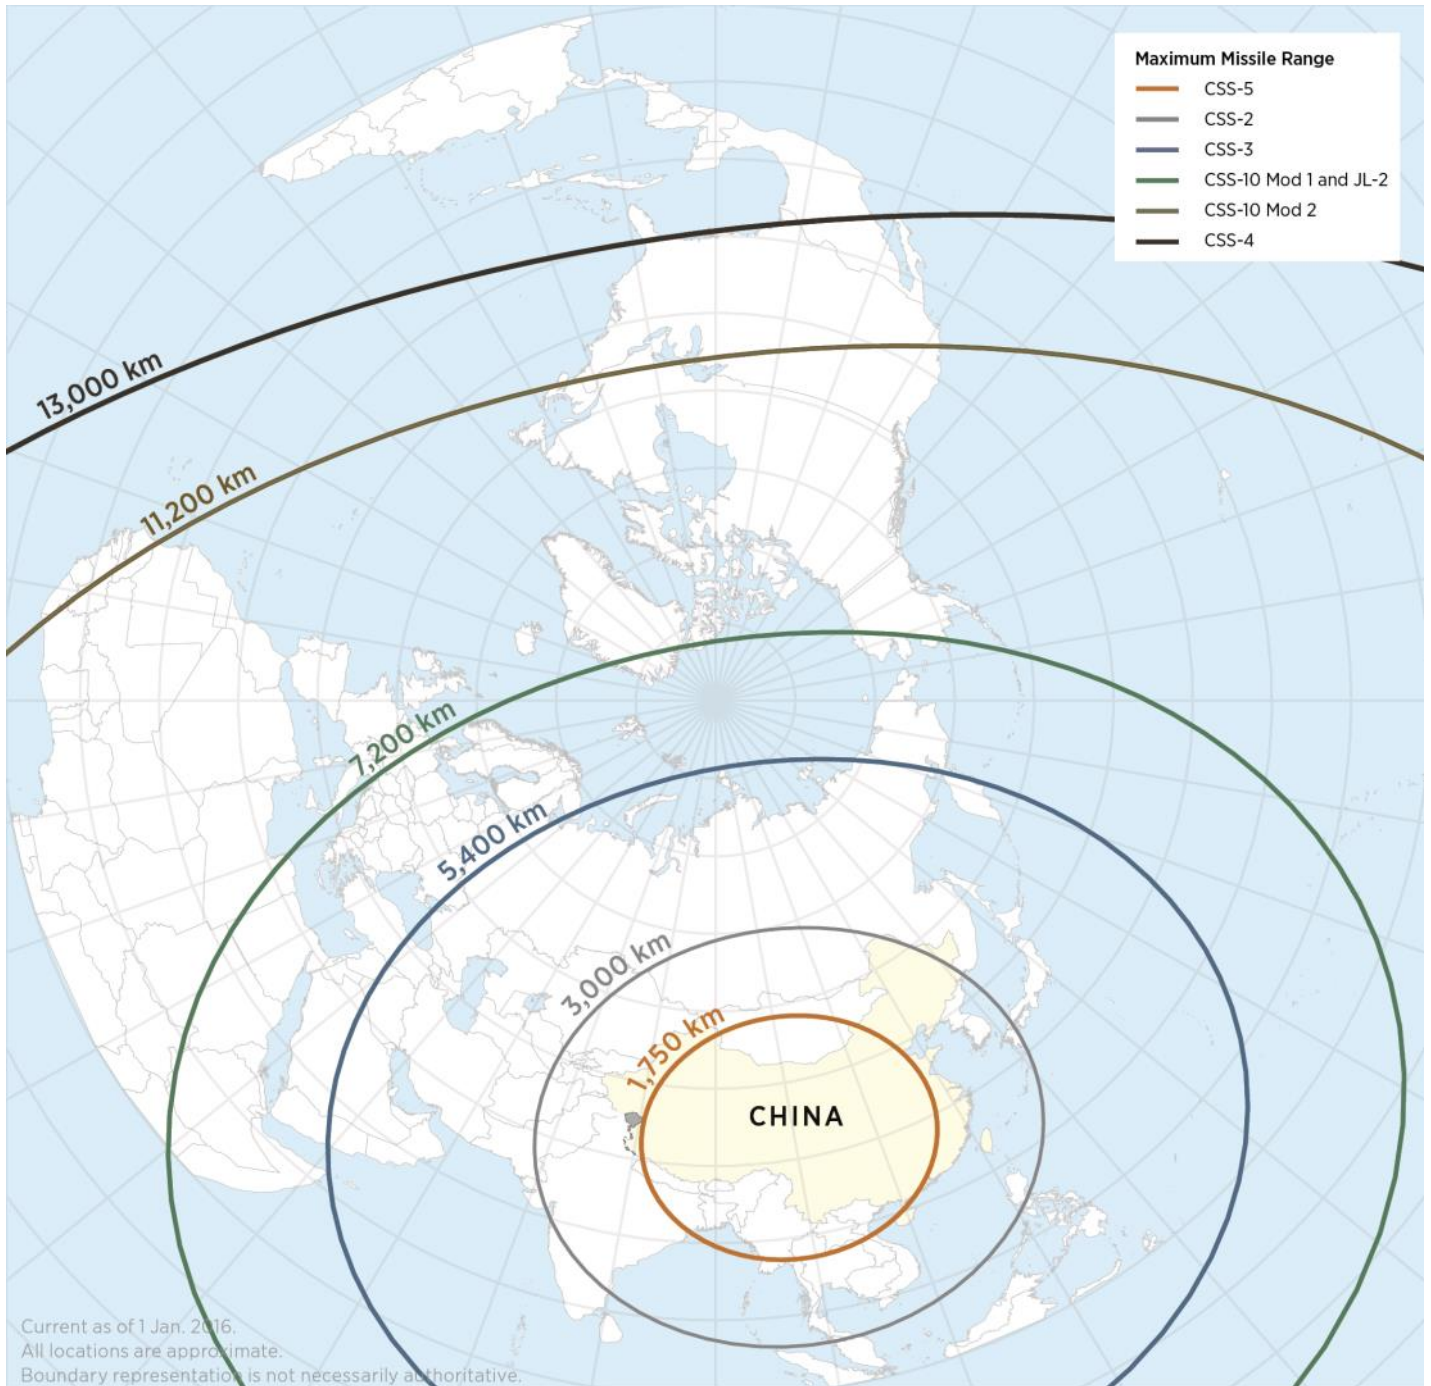 Maximum Missile Range
CSS-5
CSS-2
CSS-3
CSS-10 Mod 1 and JL-2
CSS-10 Mod 2
CSS-4
13,000 km
11,200 km
7,200 km
5,400 km
3,000 km
1,750 km
CHINA
Current as of 1 Jan. 2016.
All locations are approximate.
Boundary representation is not necessarily authoritative.